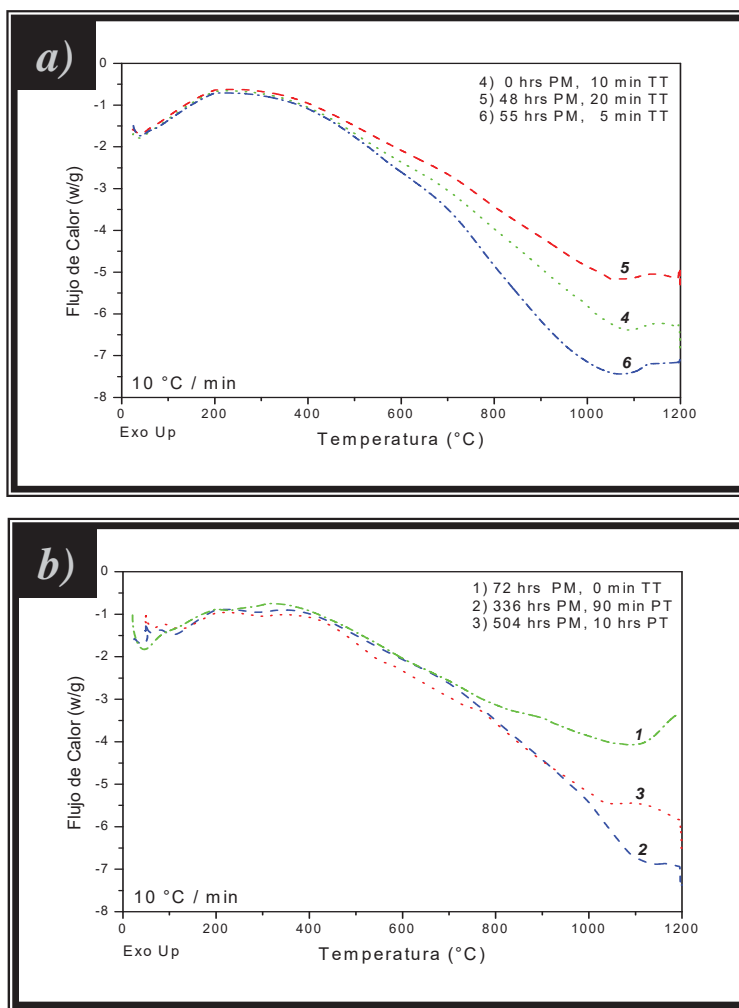 a)
4) 0 hrs PM, 10 min TT
5) 48 hrs PM, 20 min TT
6) 55 hrs PM, 5 min TT
0
-1
-2
-3
-4
-5
-6
-7
-8
Flujo de Calor (w/g)
5
4
6
10 °C / min
0 200 400 600 800 1000 1200
Exo Up
Temperatura (°C)
b)
1) 72 hrs PM, 0 min TT
2) 336 hrs PM, 90 min PT
3) 504 hrs PM, 10 hrs PT
0
-1
-2
-3
-4
-5
-6
-7
-8
Flujo de Calor (w/g)
1
3
2
10 °C / min
0 200 400 600 800 1000 1200
Exo Up
Temperatura (°C)